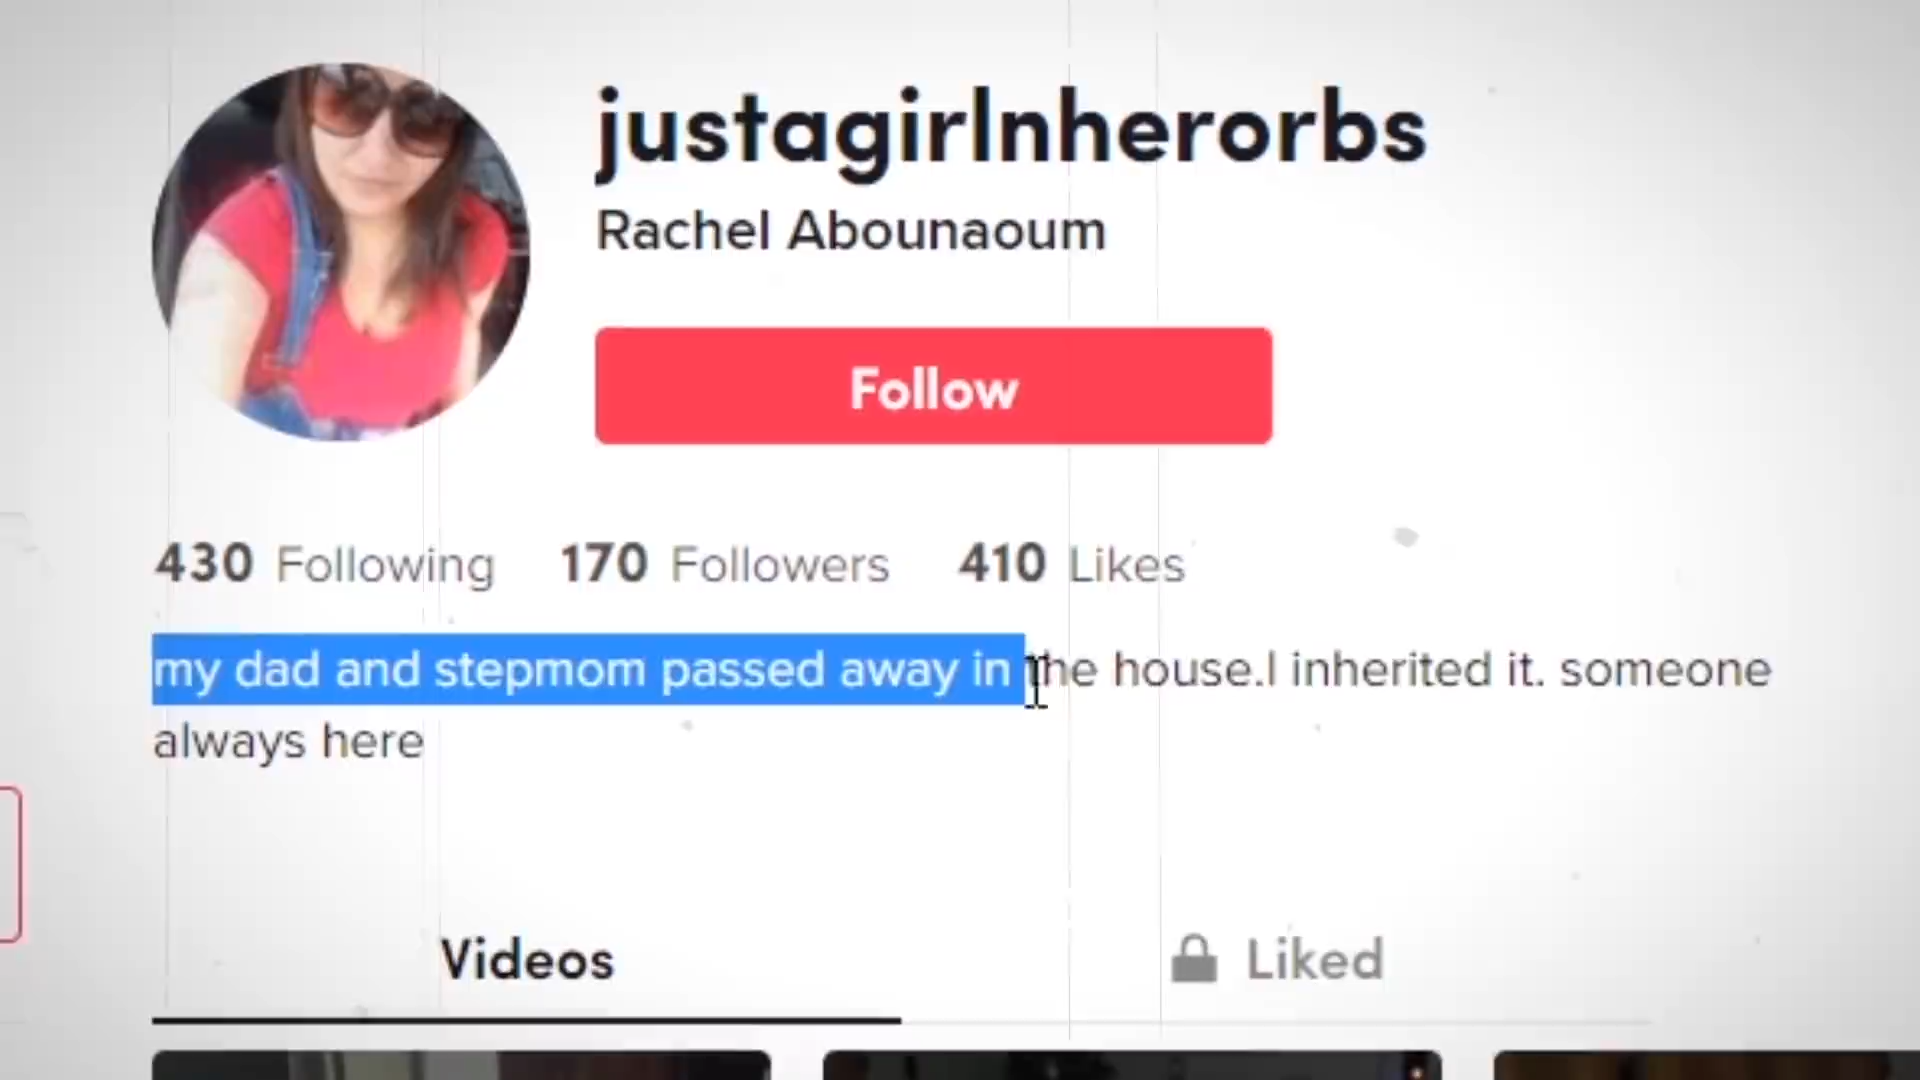 justagirlnherorbs
Rachel Abounaoum
Follow
430 Following 170 Followers 410 Likes
my dad and stepmom passed away in the house.I inherited it. someone
always here
Videos Liked